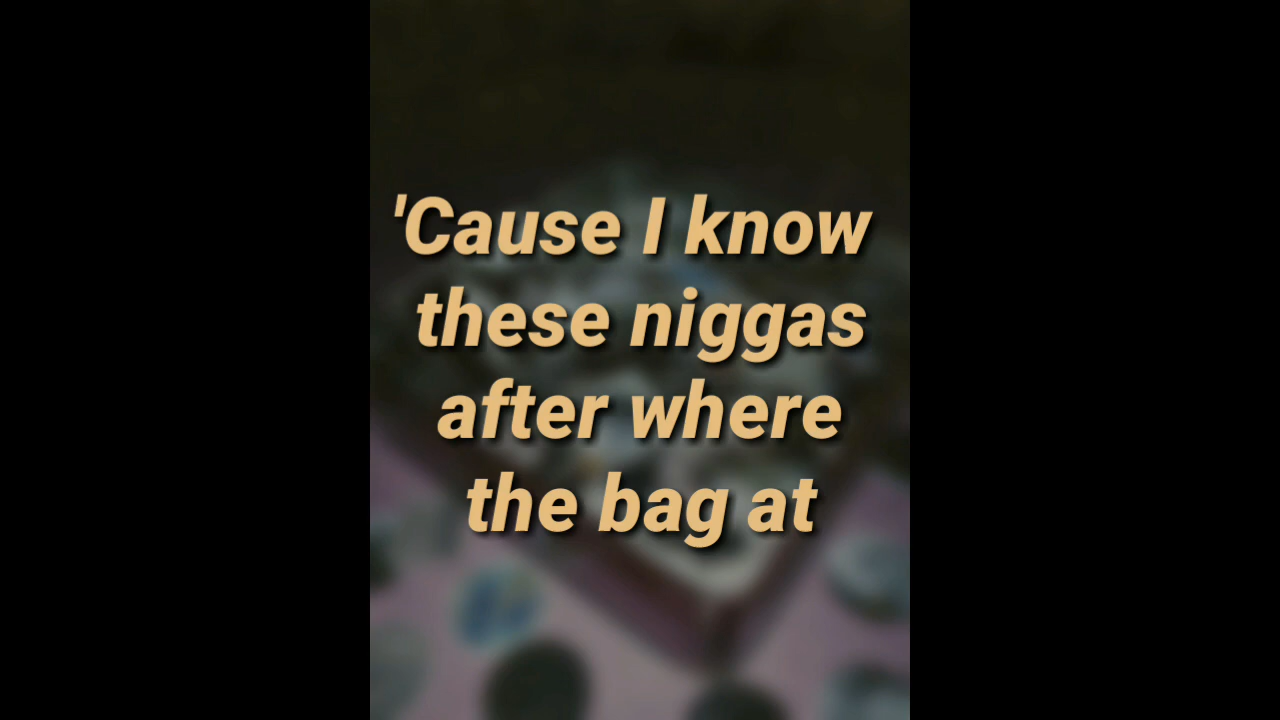 'Cause I know
these niggas
after where
the bag at